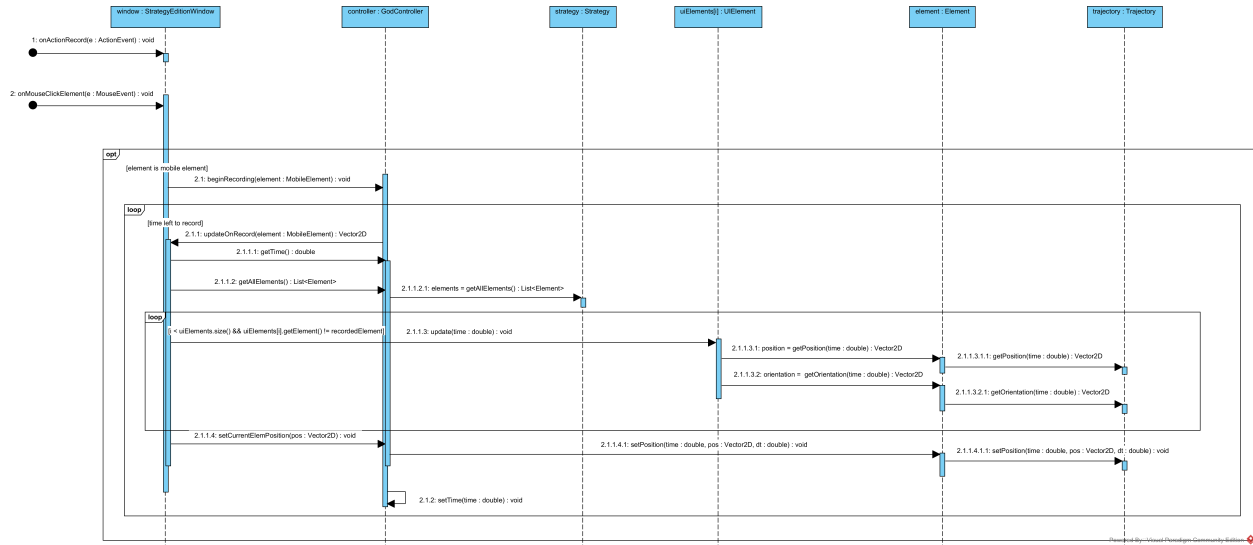 window : StrategyEditionWindow
controller : GodController
strategy : Strategy
uiElements[i] : UIElement
element : Element
trajectory : Trajectory
1: onActionRecord(e : ActionEvent) : void
2: onMouseClickElement(e : MouseEvent) : void
opt
[element is mobile element]
2.1: beginRecording(element : MobileElement) : void
loop
[time left to record]
2.1.1: updateOnRecord(element : MobileElement) : Vector2D
2.1.1.1: getTime() : double
2.1.1.2: getAllElements() : List<Element>
2.1.1.2.1: elements = getAllElements() : List<Element>
loop
[i < uiElements.size() && uiElements[i].getElement() != recordedElement]
2.1.1.3: update(time : double) : void
2.1.1.3.1: position = getPosition(time : double) : Vector2D
2.1.1.3.1.1: getPosition(time : double) : Vector2D
2.1.1.3.2: orientation = getOrientation(time : double) : Vector2D
2.1.1.3.2.1: getOrientation(time : double) : Vector2D
2.1.1.4: setCurrentElemPosition(pos : Vector2D) : void
2.1.1.4.1: setPosition(time : double, pos : Vector2D, dt : double) : void
2.1.1.4.1.1: setPosition(time : double, pos : Vector2D, dt : double) : void
2.1.2: setTime(time : double) : void
Powered By Visual Paradigm Community Edition